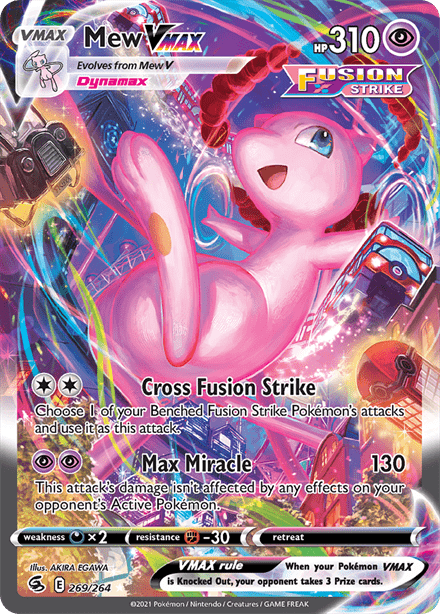 VMAX Mew VMAX HP 310
Evolves from Mew V
Dynamax
FUSION
STRIKE
Cross Fusion Strike
Choose 1 of your Benched Fusion Strike Pokémon's attacks
and use it as this attack.
Max Miracle 130
This attack's damage isn't affected by any effects on your
opponent's Active Pokémon.
weakness ×2 resistance -30 retreat
Illus. AKIRA EGAWA
E 269/264
VMAX rule When your Pokémon VMAX
is Knocked Out, your opponent takes 3 Prize cards.
©2021 Pokémon / Nintendo / Creatures / GAME FREAK